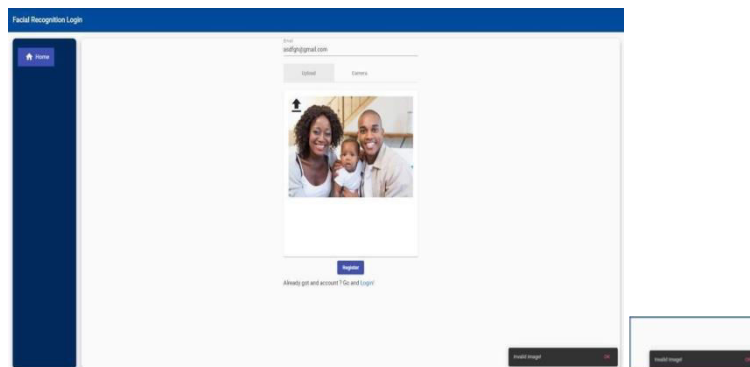 Facial Recognition Login
Home
Email
Upload
Camera
Register
Already got and account ? Go and Login!
Invalid Image!
OK
Invalid Image!